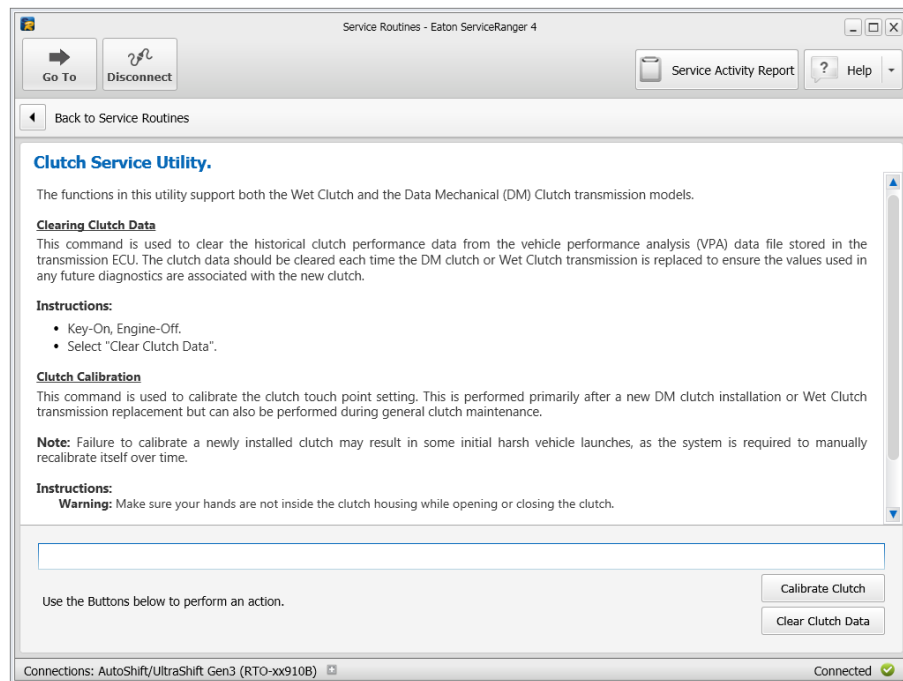 Service Routines - Eaton ServiceRanger 4
Go To
Disconnect
Service Activity Report
? Help
Back to Service Routines
Clutch Service Utility.
The functions in this utility support both the Wet Clutch and the Data Mechanical (DM) Clutch transmission models.
Clearing Clutch Data
This command is used to clear the historical clutch performance data from the vehicle performance analysis (VPA) data file stored in the
transmission ECU. The clutch data should be cleared each time the DM clutch or Wet Clutch transmission is replaced to ensure the values used in
any future diagnostics are associated with the new clutch.
Instructions:
• Key-On, Engine-Off.
• Select "Clear Clutch Data".
Clutch Calibration
This command is used to calibrate the clutch touch point setting. This is performed primarily after a new DM clutch installation or Wet Clutch
transmission replacement but can also be performed during general clutch maintenance.
Note: Failure to calibrate a newly installed clutch may result in some initial harsh vehicle launches, as the system is required to manually
recalibrate itself over time.
Instructions:
Warning: Make sure your hands are not inside the clutch housing while opening or closing the clutch.
Use the Buttons below to perform an action.
Calibrate Clutch
Clear Clutch Data
Connections: AutoShift/UltraShift Gen3 (RTO-xx910B)
Connected